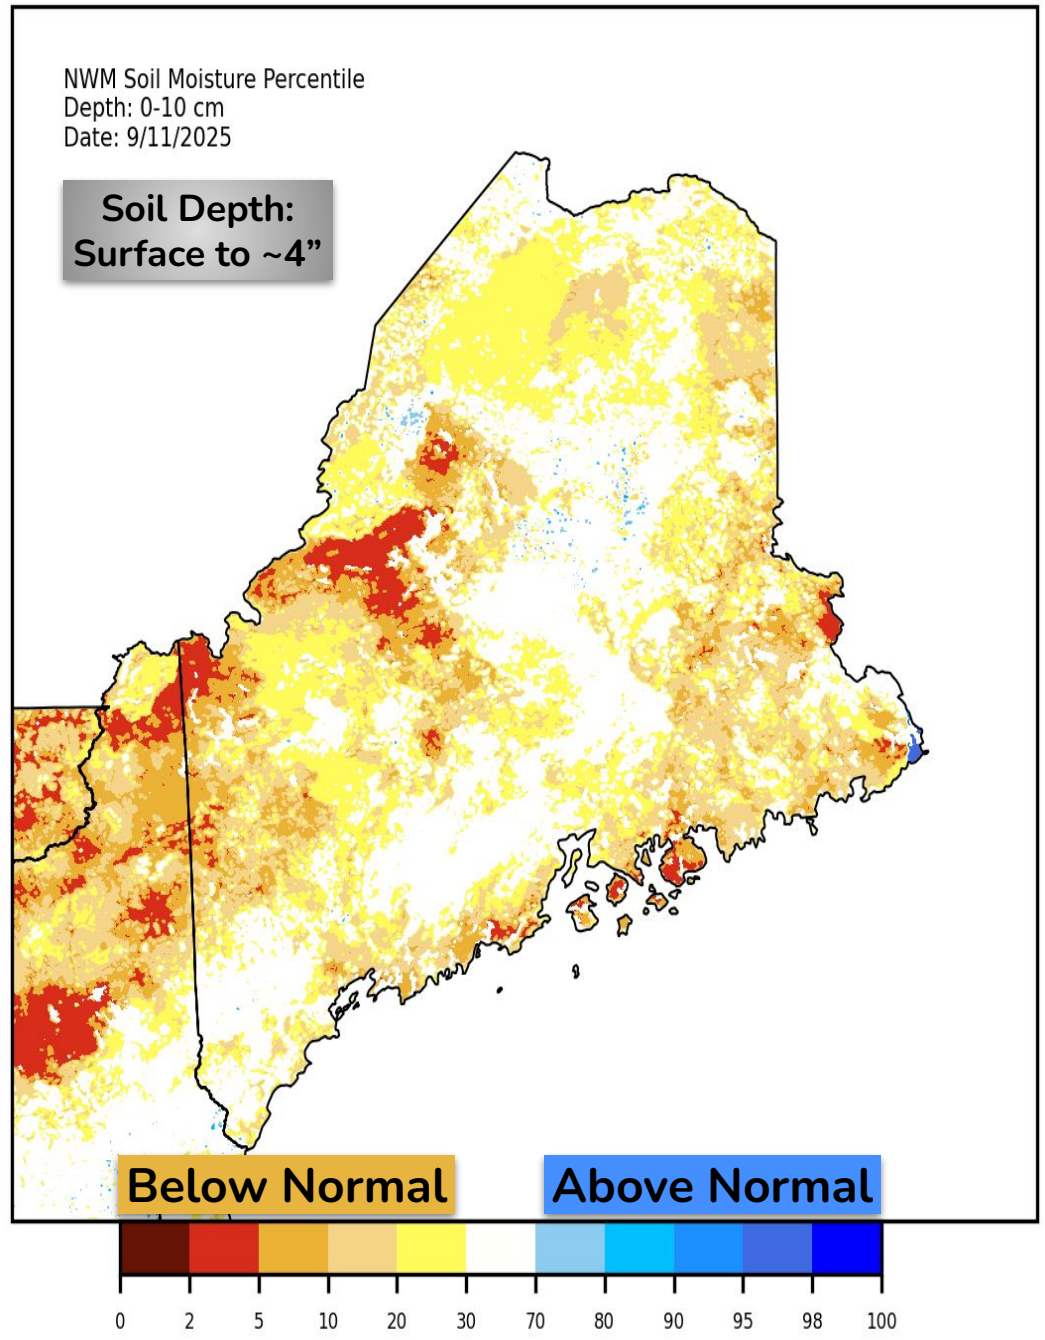 NWM Soil Moisture Percentile
Depth: 0-10 cm
Date: 9/11/2025
Soil Depth:
Surface to ~4”
Below Normal
Above Normal
0 2 5 10 20 30 70 80 90 95 98 100